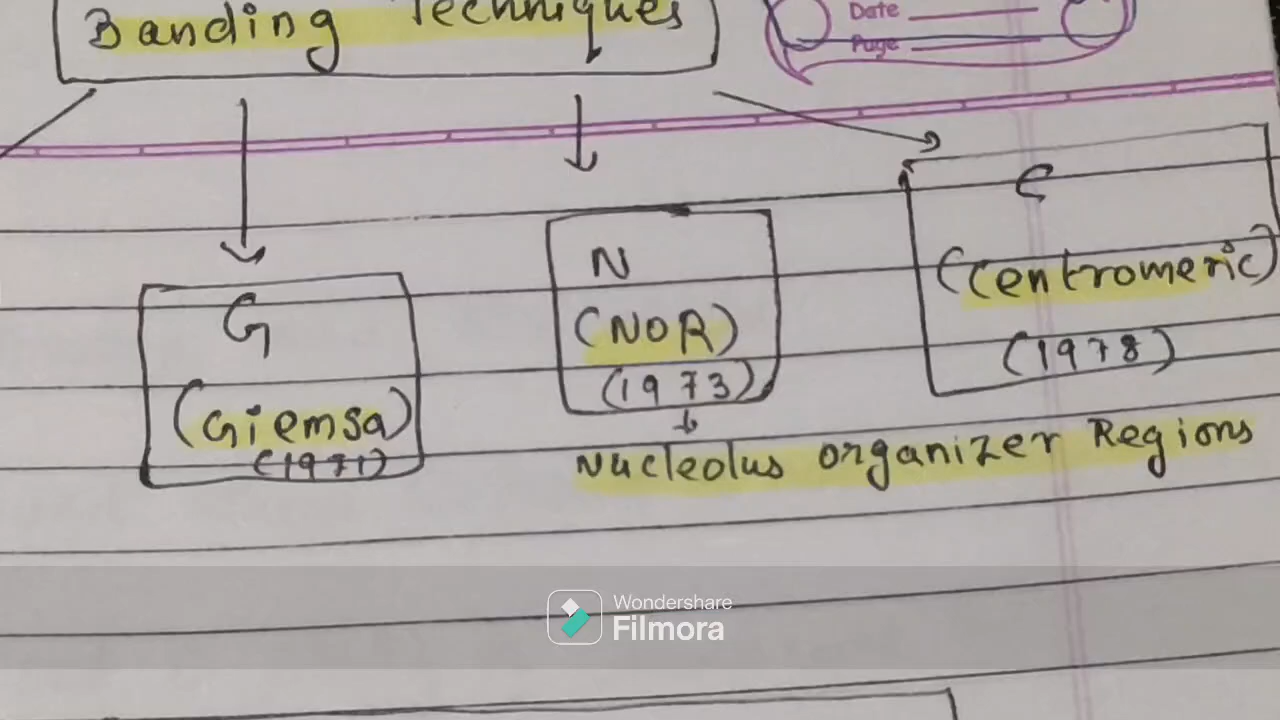 Banding Techniques
Date
Page
G
(Giemsa)
(1971)
N
(NOR)
(1973)
Nucleolus organizer Regions
C
(Centromeric)
(1978)
Wondershare
Filmora